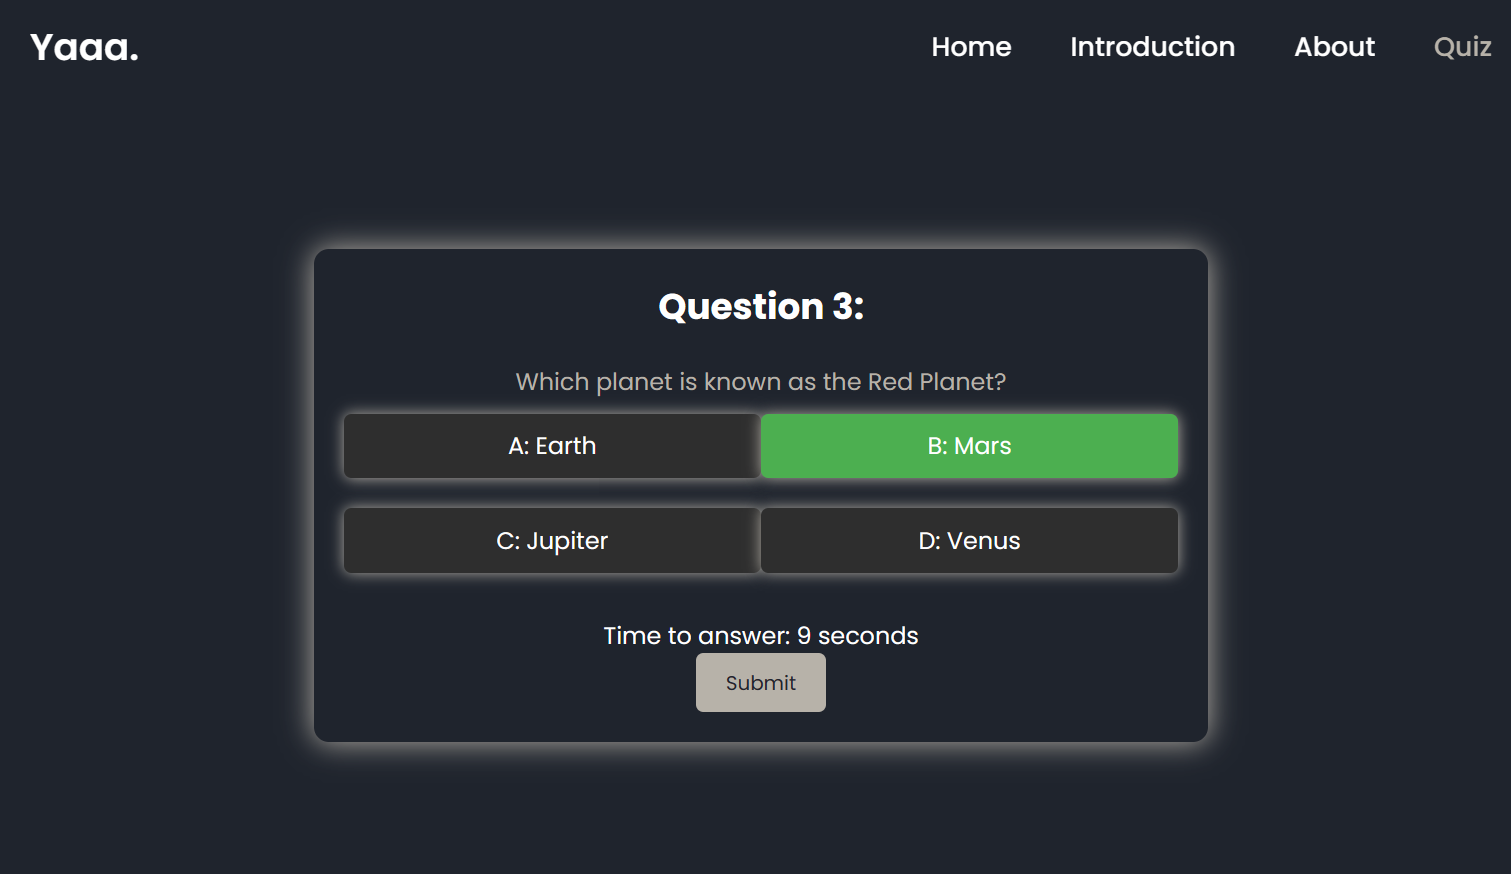 Yaaa.
Home Introduction About Quiz
Question 3:
Which planet is known as the Red Planet?
A: Earth
B: Mars
C: Jupiter
D: Venus
Time to answer: 9 seconds
Submit